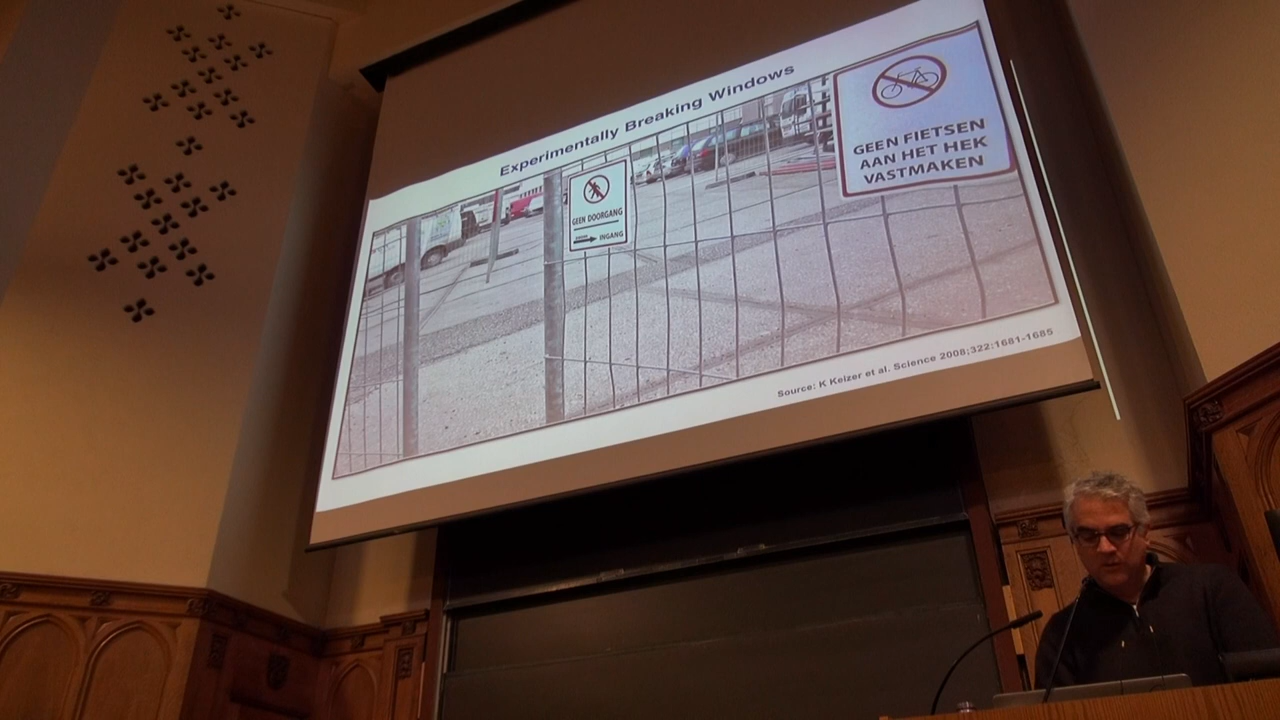 Experimentally Breaking Windows
GEEN FIETSEN
AAN HET HEK
VASTMAKEN
GEEN DOORGANG
INGANG
Source: K Keizer et al. Science 2008;322:1681-1685